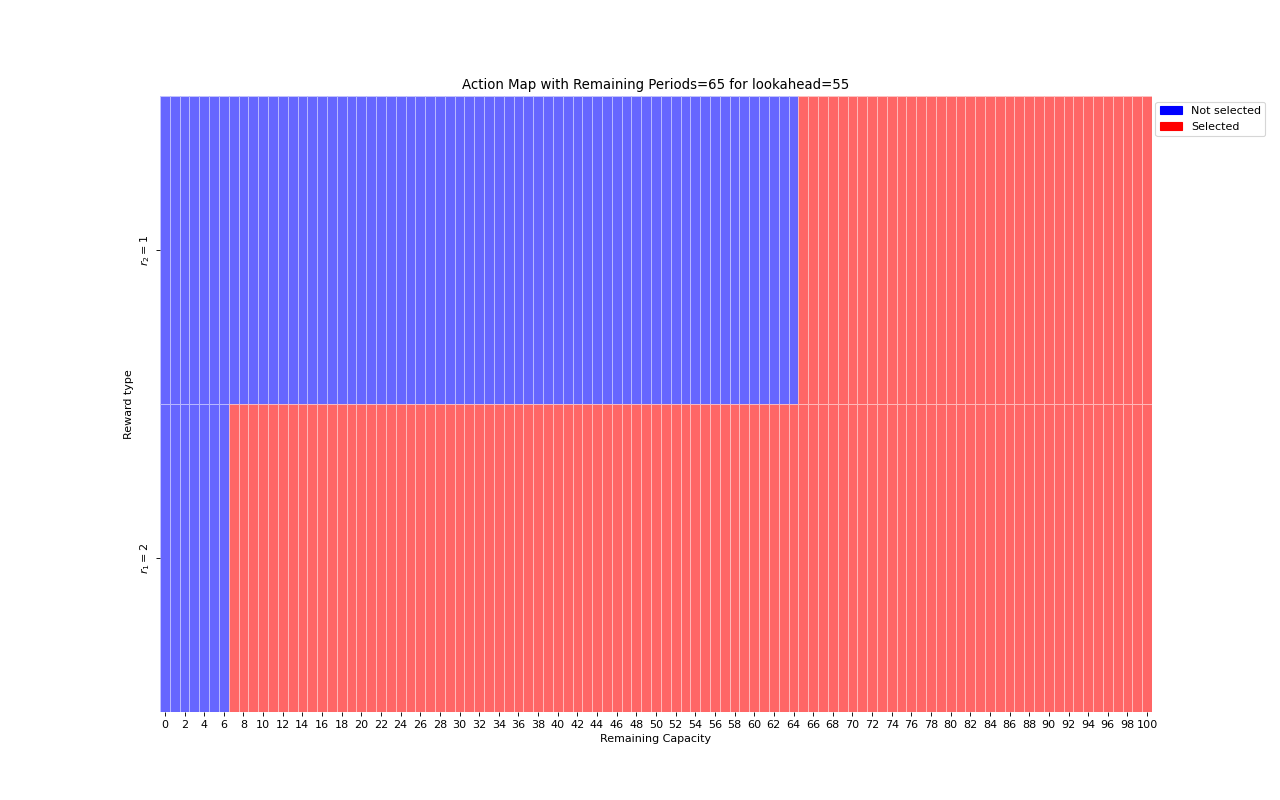 Action Map with Remaining Periods=65 for lookahead=55
Not selected
Selected
r₂ = 1
r₁ = 2
Reward type
0 2 4 6 8 10 12 14 16 18 20 22 24 26 28 30 32 34 36 38 40 42 44 46 48 50 52 54 56 58 60 62 64 66 68 70 72 74 76 78 80 82 84 86 88 90 92 94 96 98 100
Remaining Capacity